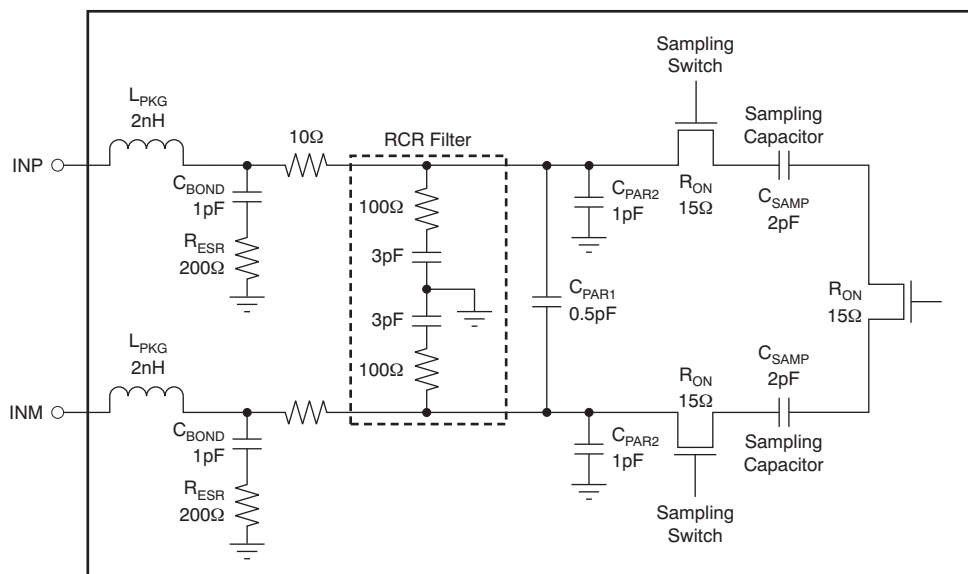 Sampling
Switch
L_PKG
2nH
10Ω
RCR Filter
Sampling
Capacitor
INP
C_BOND
1pF
100Ω
C_PAR2
1pF
R_ON
15Ω
C_SAMP
2pF
R_ESR
200Ω
3pF
C_PAR1
0.5pF
R_ON
15Ω
3pF
L_PKG
2nH
100Ω
R_ON
15Ω
C_SAMP
2pF
INM
C_BOND
1pF
C_PAR2
1pF
Sampling
Capacitor
R_ESR
200Ω
Sampling
Switch